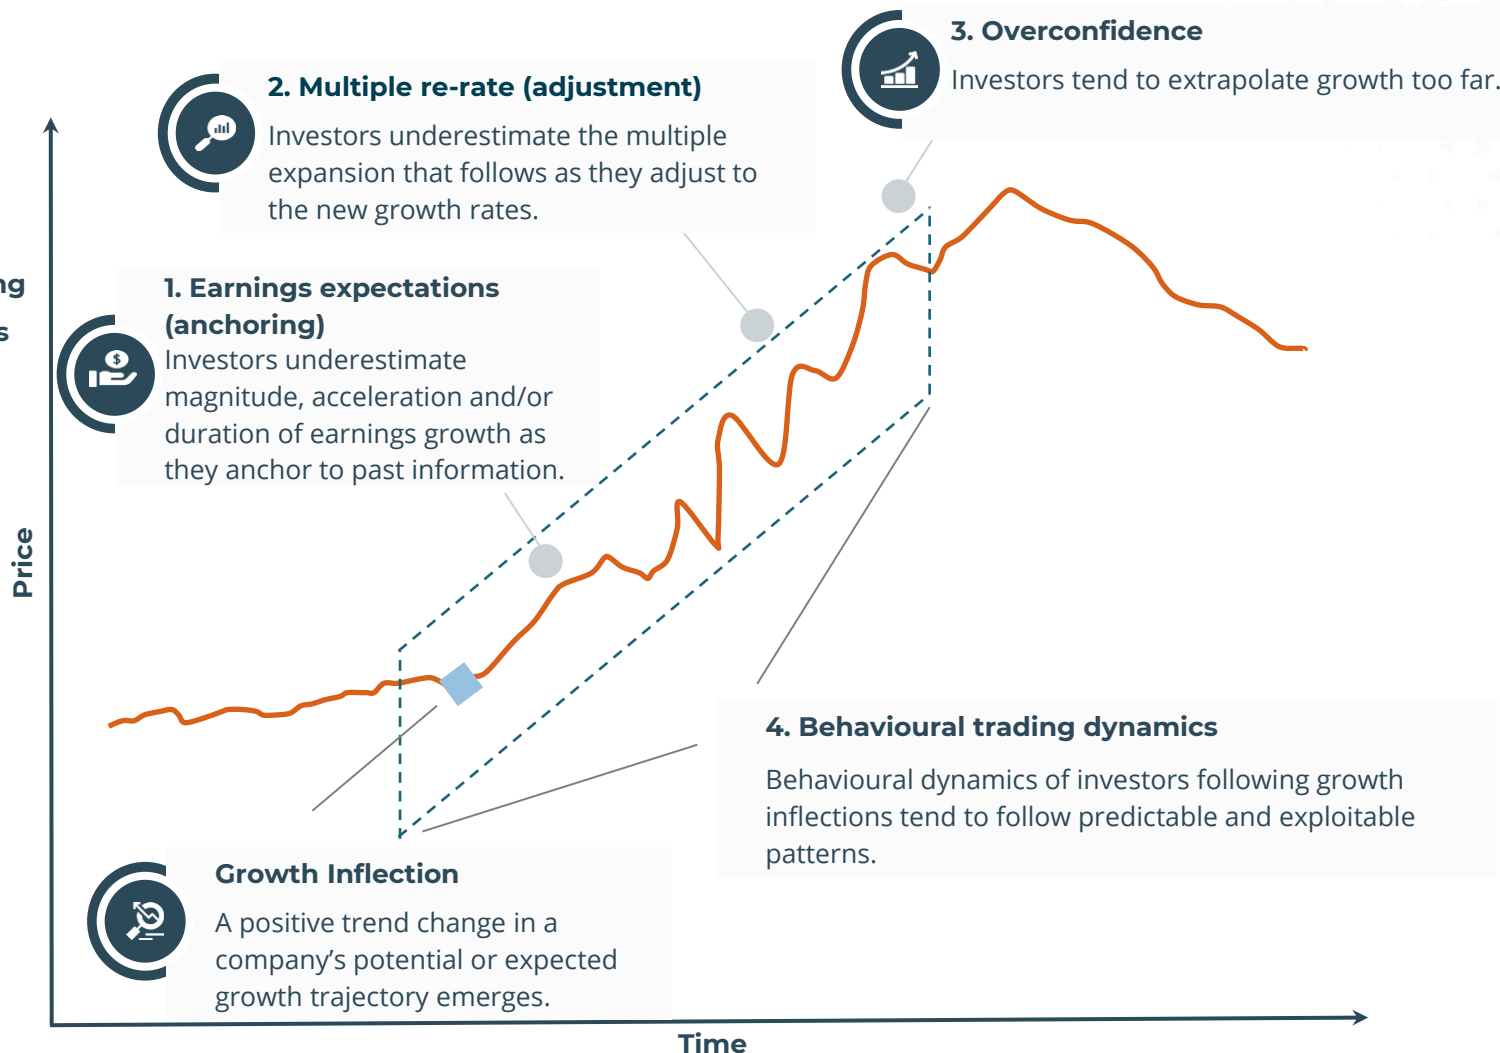 3. Overconfidence
Investors tend to extrapolate growth too far.
2. Multiple re-rate (adjustment)
Investors underestimate the multiple
expansion that follows as they adjust to
the new growth rates.
1. Earnings expectations
(anchoring)
Investors underestimate
magnitude, acceleration and/or
duration of earnings growth as
they anchor to past information.
$
Price
4. Behavioural trading dynamics
Behavioural dynamics of investors following growth
inflections tend to follow predictable and exploitable
patterns.
Growth Inflection
A positive trend change in a
company’s potential or expected
growth trajectory emerges.
Time